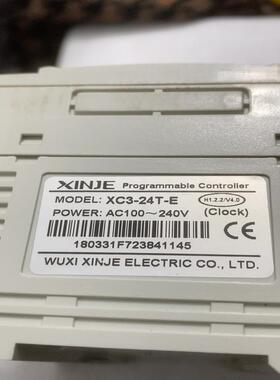 XINJE Programmable Controller
MODEL: XC3-24T-E H1.2.2/V4.0
POWER: AC100～240V (Clock)
180331F723841145
CE
WUXI XINJE ELECTRIC CO., LTD.